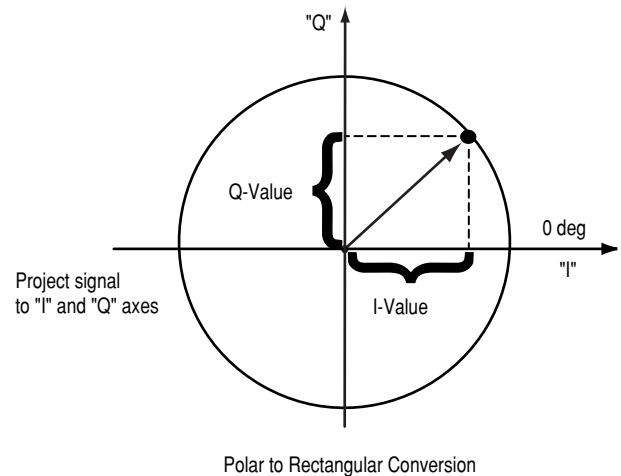 "Q"
Q-Value
0 deg
"I"
Project signal
to "I" and "Q" axes
I-Value
Polar to Rectangular Conversion